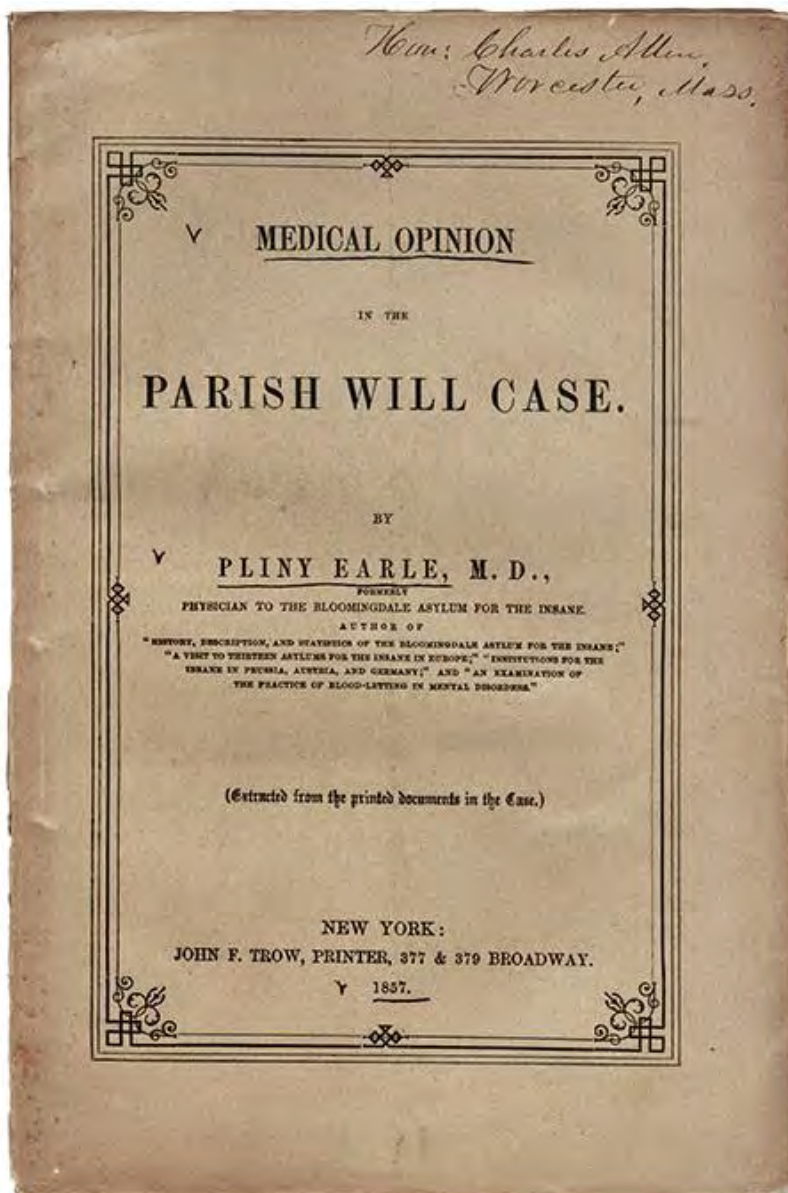 Hon: Charles Allen,
Worcester, Mass.
MEDICAL OPINION
IN THE
PARISH WILL CASE.
BY
PLINY EARLE, M. D.,
FORMERLY
PHYSICIAN TO THE BLOOMINGDALE ASYLUM FOR THE INSANE.
AUTHOR OF
"HISTORY, DESCRIPTION, AND STATISTICS OF THE BLOOMINGDALE ASYLUM FOR THE INSANE;"
"A VISIT TO THIRTEEN ASYLUMS FOR THE INSANE IN EUROPE;" "INSTITUTIONS FOR THE
INSANE IN PRUSSIA, AUSTRIA, AND GERMANY;" AND "AN EXAMINATION OF
THE PRACTICE OF BLOOD-LETTING IN MENTAL DISORDERS."
(Extracted from the printed documents in the Case.)
NEW YORK:
JOHN F. TROW, PRINTER, 377 & 379 BROADWAY.
1857.